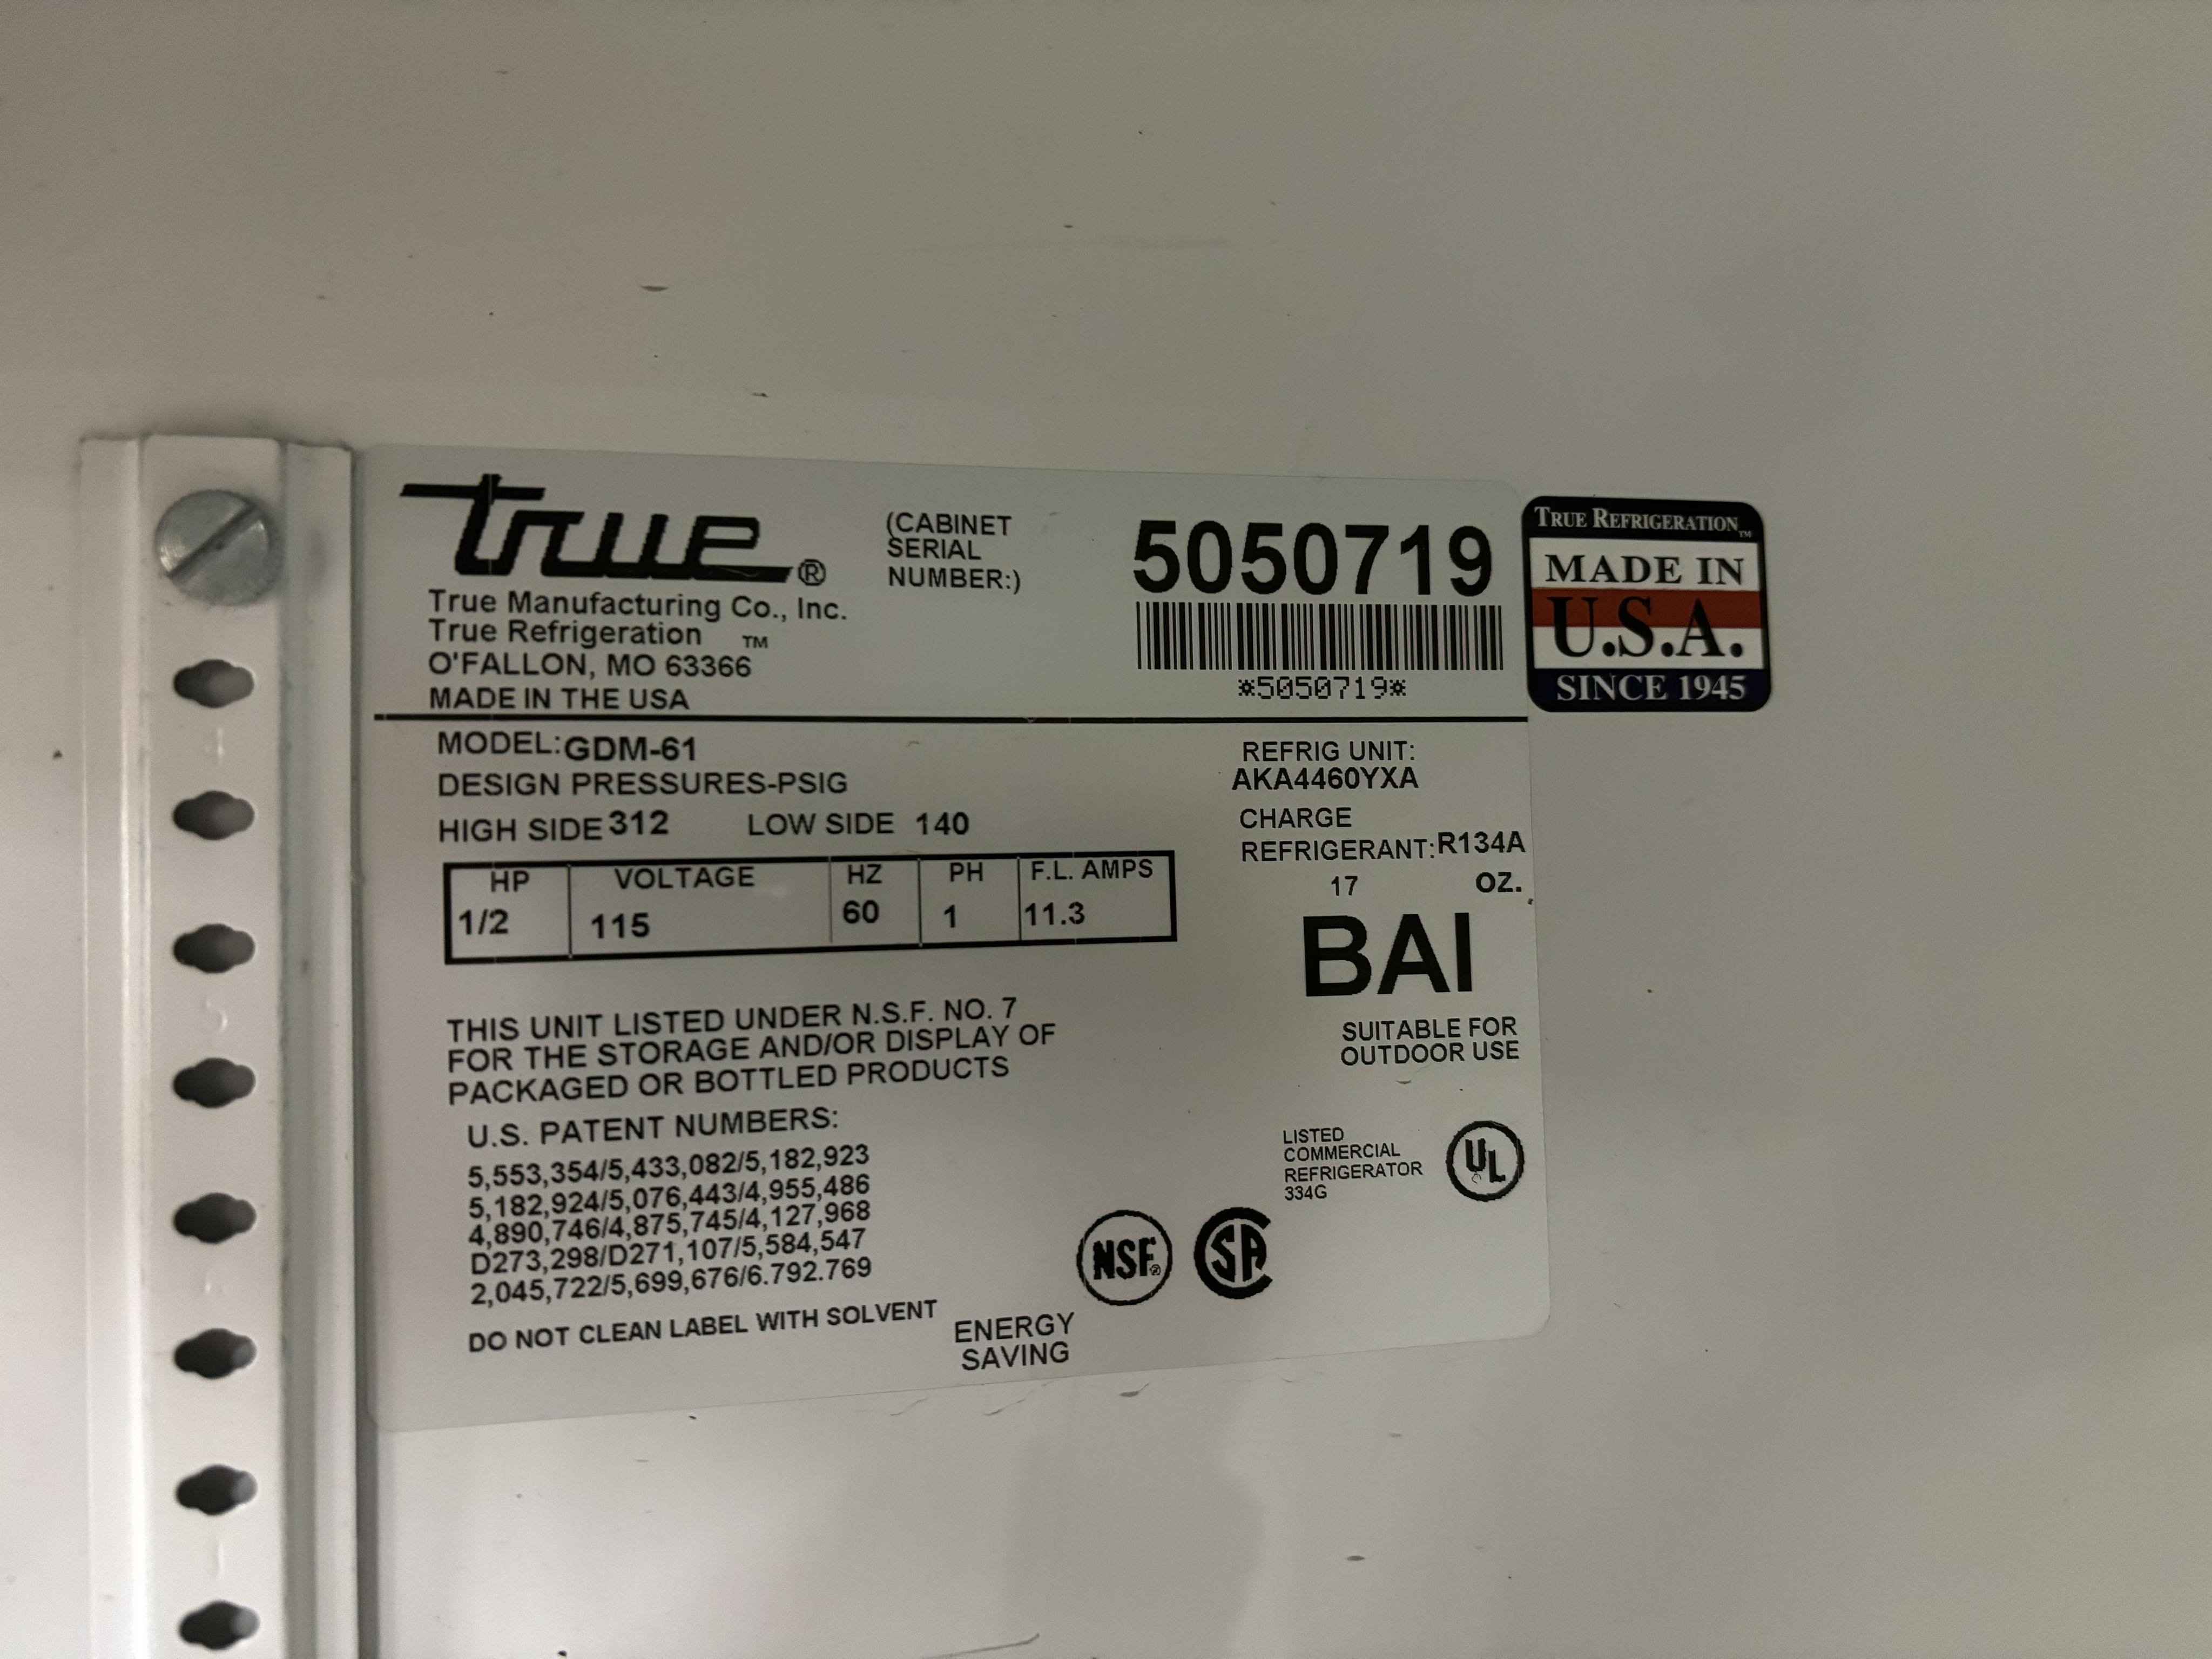 true®
True Manufacturing Co., Inc.
True Refrigeration ™
O'FALLON, MO 63366
MADE IN THE USA
(CABINET
SERIAL
NUMBER:)
5050719
*5050719*
TRUE REFRIGERATION™
MADE IN
U.S.A.
SINCE 1945
MODEL:GDM-61
DESIGN PRESSURES-PSIG
HIGH SIDE 312 LOW SIDE 140
HP VOLTAGE HZ PH F.L. AMPS
1/2 115 60 1 11.3
REFRIG UNIT:
AKA4460YXA
CHARGE
REFRIGERANT:R134A
17 OZ.
BAI
SUITABLE FOR
OUTDOOR USE
THIS UNIT LISTED UNDER N.S.F. NO. 7
FOR THE STORAGE AND/OR DISPLAY OF
PACKAGED OR BOTTLED PRODUCTS
U.S. PATENT NUMBERS:
5,553,354/5,433,082/5,182,923
5,182,924/5,076,443/4,955,486
4,890,746/4,875,745/4,127,968
D273,298/D271,107/5,584,547
2,045,722/5,699,676/6.792.769
DO NOT CLEAN LABEL WITH SOLVENT
ENERGY
SAVING
LISTED
COMMERCIAL
REFRIGERATOR
334G
UL
NSF®
SA
4
5